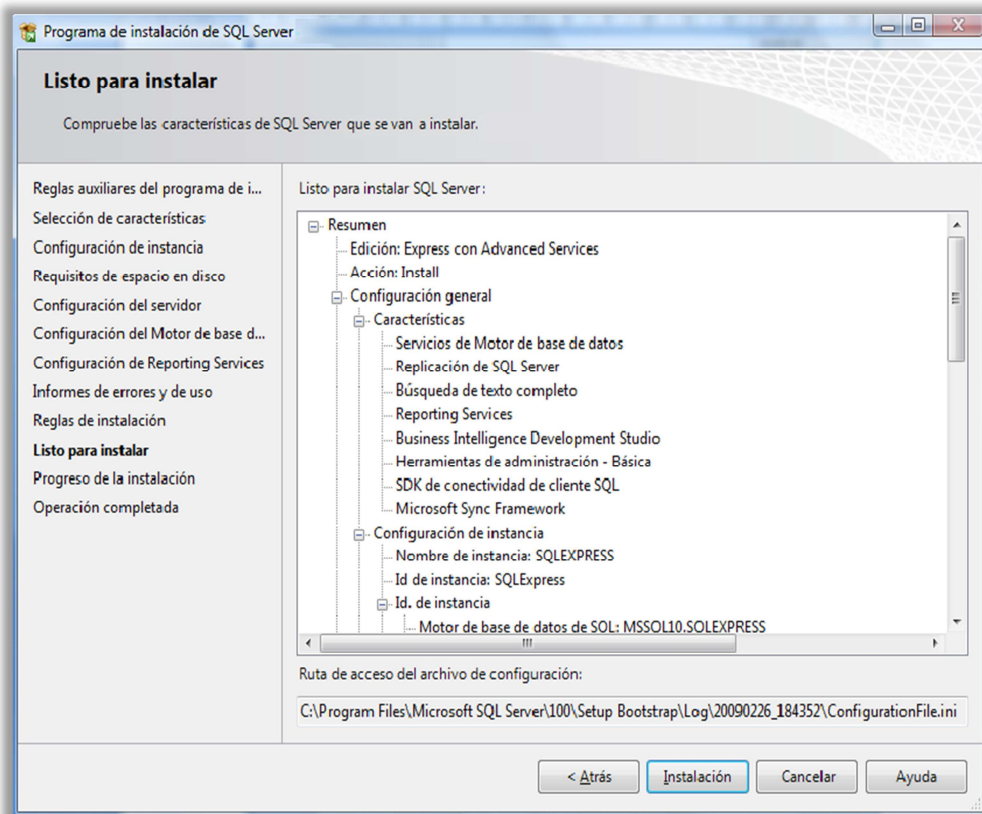 Programa de instalación de SQL Server
Listo para instalar
Compruebe las características de SQL Server que se van a instalar.
Reglas auxiliares del programa de i...
Selección de características
Configuración de instancia
Requisitos de espacio en disco
Configuración del servidor
Configuración del Motor de base d...
Configuración de Reporting Services
Informes de errores y de uso
Reglas de instalación
Listo para instalar
Progreso de la instalación
Operación completada
Listo para instalar SQL Server:
Resumen
Edición: Express con Advanced Services
Acción: Install
Configuración general
Características
Servicios de Motor de base de datos
Replicación de SQL Server
Búsqueda de texto completo
Reporting Services
Business Intelligence Development Studio
Herramientas de administración - Básica
SDK de conectividad de cliente SQL
Microsoft Sync Framework
Configuración de instancia
Nombre de instancia: SQLEXPRESS
Id de instancia: SQLExpress
Id. de instancia
Motor de base de datos de SQL: MSSQL10.SQLEXPRESS
Ruta de acceso del archivo de configuración:
C:\Program Files\Microsoft SQL Server\100\Setup Bootstrap\Log\20090226_184352\ConfigurationFile.ini
< Atrás
Instalación
Cancelar
Ayuda